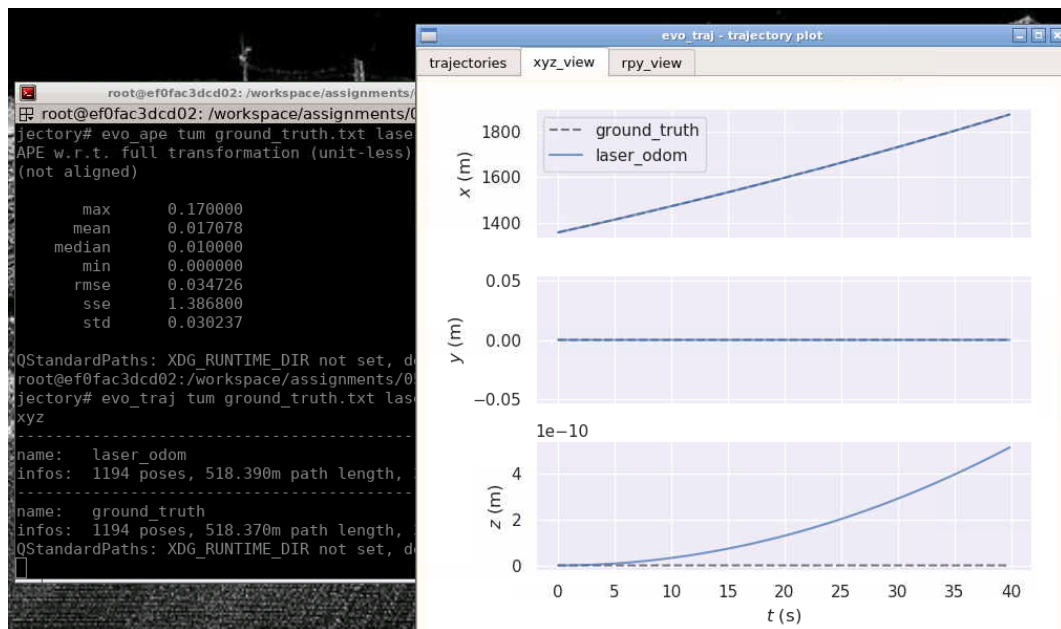 evo_traj - trajectory plot
trajectories xyz_view rpy_view
root@ef0fac3dcd02: /workspace/assignments/
root@ef0fac3dcd02: /workspace/assignments/0
jectory# evo_ape tum ground_truth.txt lase
APE w.r.t. full transformation (unit-less)
(not aligned)
max 0.170000
mean 0.017078
median 0.010000
min 0.000000
rmse 0.034726
sse 1.386800
std 0.030237
QStandardPaths: XDG_RUNTIME_DIR not set, d
root@ef0fac3dcd02:/workspace/assignments/05
jectory# evo_traj tum ground_truth.txt lase
xyz
--------------------------------------------
name: laser_odom
infos: 1194 poses, 518.390m path length,
--------------------------------------------
name: ground_truth
infos: 1194 poses, 518.370m path length,
QStandardPaths: XDG_RUNTIME_DIR not set, d
ground_truth
laser_odom
1800
1600
1400
x (m)
0.05
0.00
−0.05
y (m)
1e−10
4
2
0
z (m)
0 5 10 15 20 25 30 35 40
t (s)